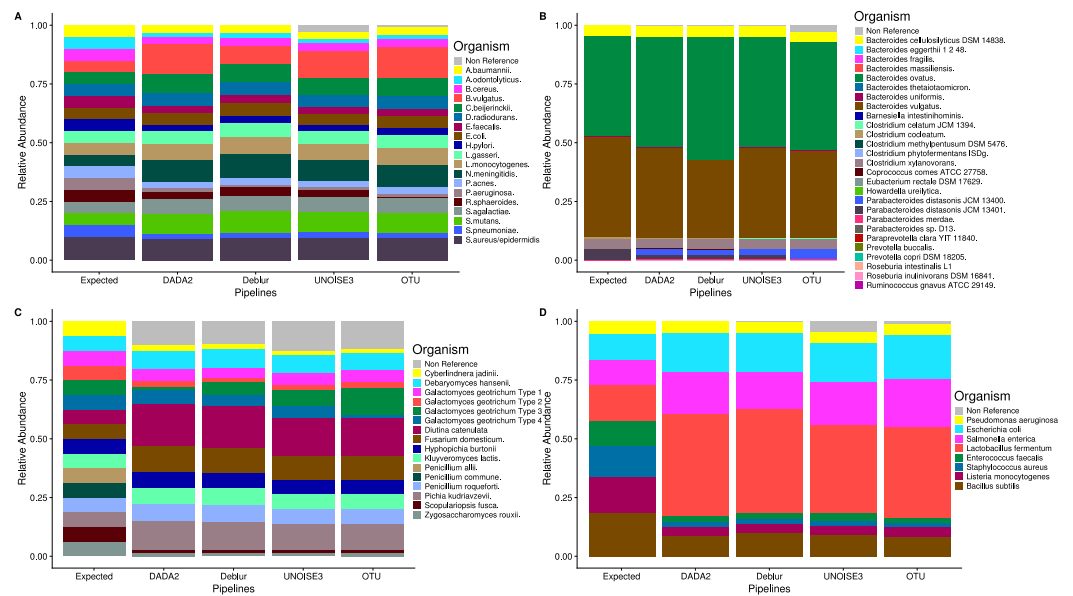 A
1.00
0.75
0.50
0.25
0.00
Relative Abundance
Expected
DADA2
Deblur
UNOISE3
OTU
Pipelines
Organism
Non Reference
A.baumannii.
A.odontolyticus.
B.cereus.
B.vulgatus.
C.beijerinckii.
D.radiodurans.
E.faecalis.
E.coli.
H.pylori.
L.gasseri.
L.monocytogenes.
N.meningitidis.
P.acnes.
P.aeruginosa.
R.sphaeroides.
S.agalactiae.
S.mutans.
S.pneumoniae.
S.aureus/epidermidis
B
1.00
0.75
0.50
0.25
0.00
Relative Abundance
Expected
DADA2
Deblur
UNOISE3
OTU
Pipelines
Organism
Non Reference
Bacteroides cellulosilyticus DSM 14838.
Bacteroides eggerthii 1 2 48.
Bacteroides fragilis.
Bacteroides massiliensis.
Bacteroides ovatus.
Bacteroides thetaiotaomicron.
Bacteroides uniformis.
Bacteroides vulgatus.
Barnesiella intestinihominis.
Clostridium celatum JCM 1394.
Clostridium cocleatum.
Clostridium methylpentosum DSM 5476.
Clostridium phytofermentans ISDg.
Clostridium xylanovorans.
Coprococcus comes ATCC 27758.
Eubacterium rectale DSM 17629.
Howardella ureilytica.
Parabacteroides distasonis JCM 13400.
Parabacteroides distasonis JCM 13401.
Parabacteroides merdae.
Parabacteroides sp. D13.
Paraprevotella clara YIT 11840.
Prevotella buccalis.
Prevotella copri DSM 18205.
Roseburia intestinalis L1
Roseburia inulinivorans DSM 16841.
Ruminococcus gnavus ATCC 29149.
C
1.00
0.75
0.50
0.25
0.00
Relative Abundance
Expected
DADA2
Deblur
UNOISE3
OTU
Pipelines
Organism
Non Reference
Cyberlindnera jadinii.
Debaryomyces hansenii.
Galactomyces geotrichum Type 1
Galactomyces geotrichum Type 2
Galactomyces geotrichum Type 3
Galactomyces geotrichum Type 4
Diutina catenulata
Fusarium domesticum.
Hyphopichia burtonii
Kluyveromyces lactis.
Penicillium allii.
Penicillium commune.
Penicillium roqueforti.
Pichia kudriavzevii.
Scopulariopsis fusca.
Zygosaccharomyces rouxii.
D
1.00
0.75
0.50
0.25
0.00
Relative Abundance
Expected
DADA2
Deblur
UNOISE3
OTU
Pipelines
Organism
Non Reference
Pseudomonas aeruginosa
Escherichia coli
Salmonella enterica
Lactobacillus fermentum
Enterococcus faecalis
Staphylococcus aureus
Listeria monocytogenes
Bacillus subtilis